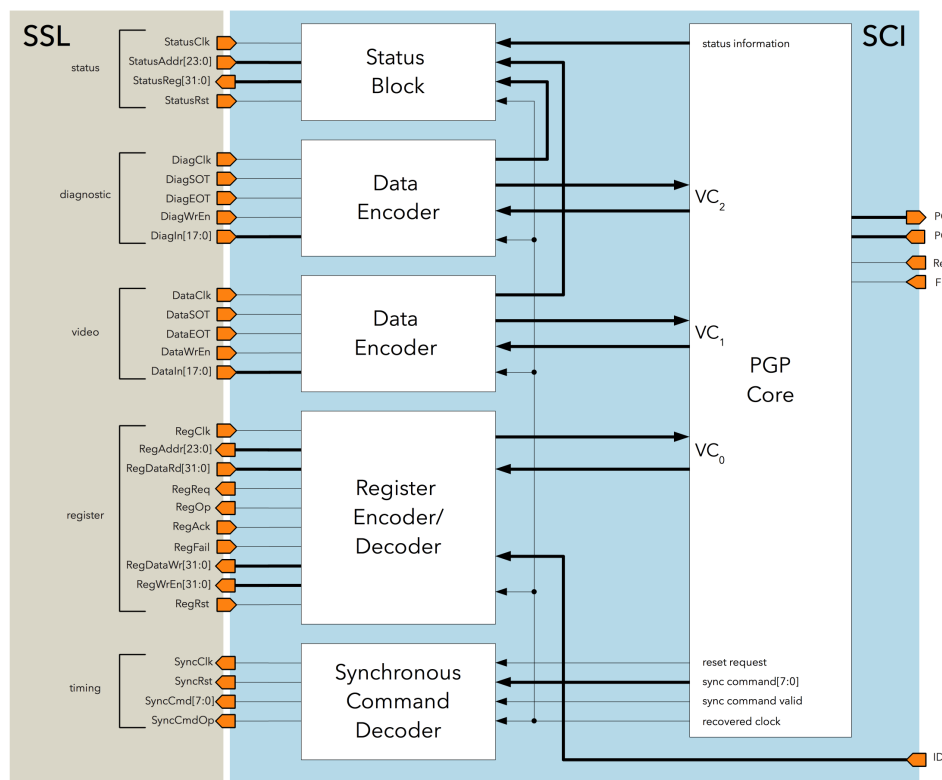 SSL
SCI
status
StatusClk
StatusAddr[23:0]
StatusReg[31:0]
StatusRst
Status
Block
status information
diagnostic
DiagClk
DiagSOT
DiagEOT
DiagWrEn
DiagIn[17:0]
Data
Encoder
VC2
video
DataClk
DataSOT
DataEOT
DataWrEn
DataIn[17:0]
Data
Encoder
VC1
PGP
Core
register
RegClk
RegAddr[23:0]
RegDataRd[31:0]
RegReq
RegOp
RegAck
RegFail
RegDataWr[31:0]
RegWrEn[31:0]
RegRst
Register
Encoder/
Decoder
VC0
timing
SyncClk
SyncRst
SyncCmd[7:0]
SyncCmdOp
Synchronous
Command
Decoder
reset request
sync command[7:0]
sync command valid
recovered clock
ID